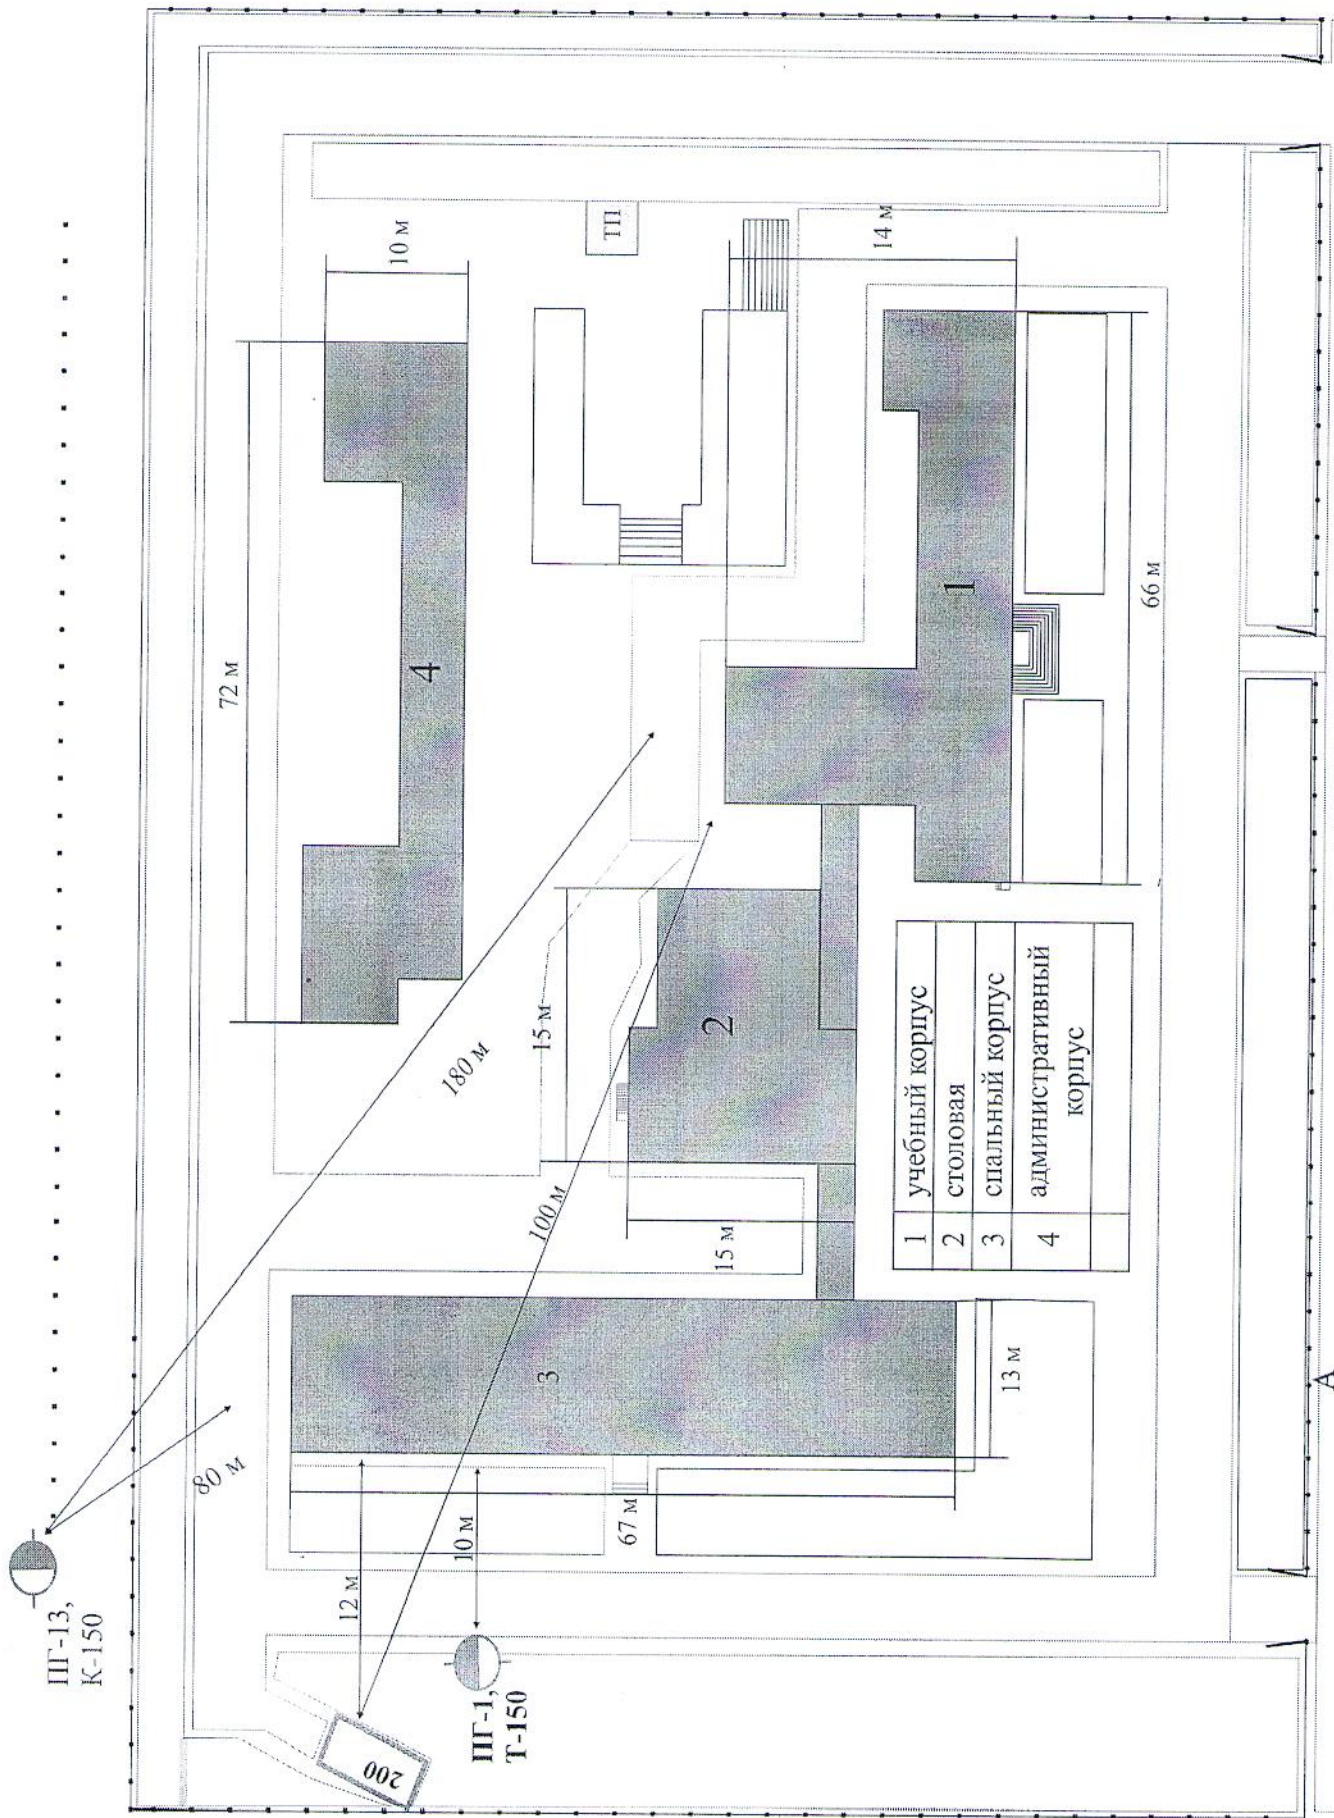 ПГ-13,
К-150
80 м
72 м
10 м
4
180 м
ТП
200
12 м
ПГ-1,
Т-150
10 м
67 м
3
13 м
100 м
15 м
15 м
2
14 м
1
66 м
1 учебный корпус
2 столовая
3 спальный корпус
4 административный
корпус
А